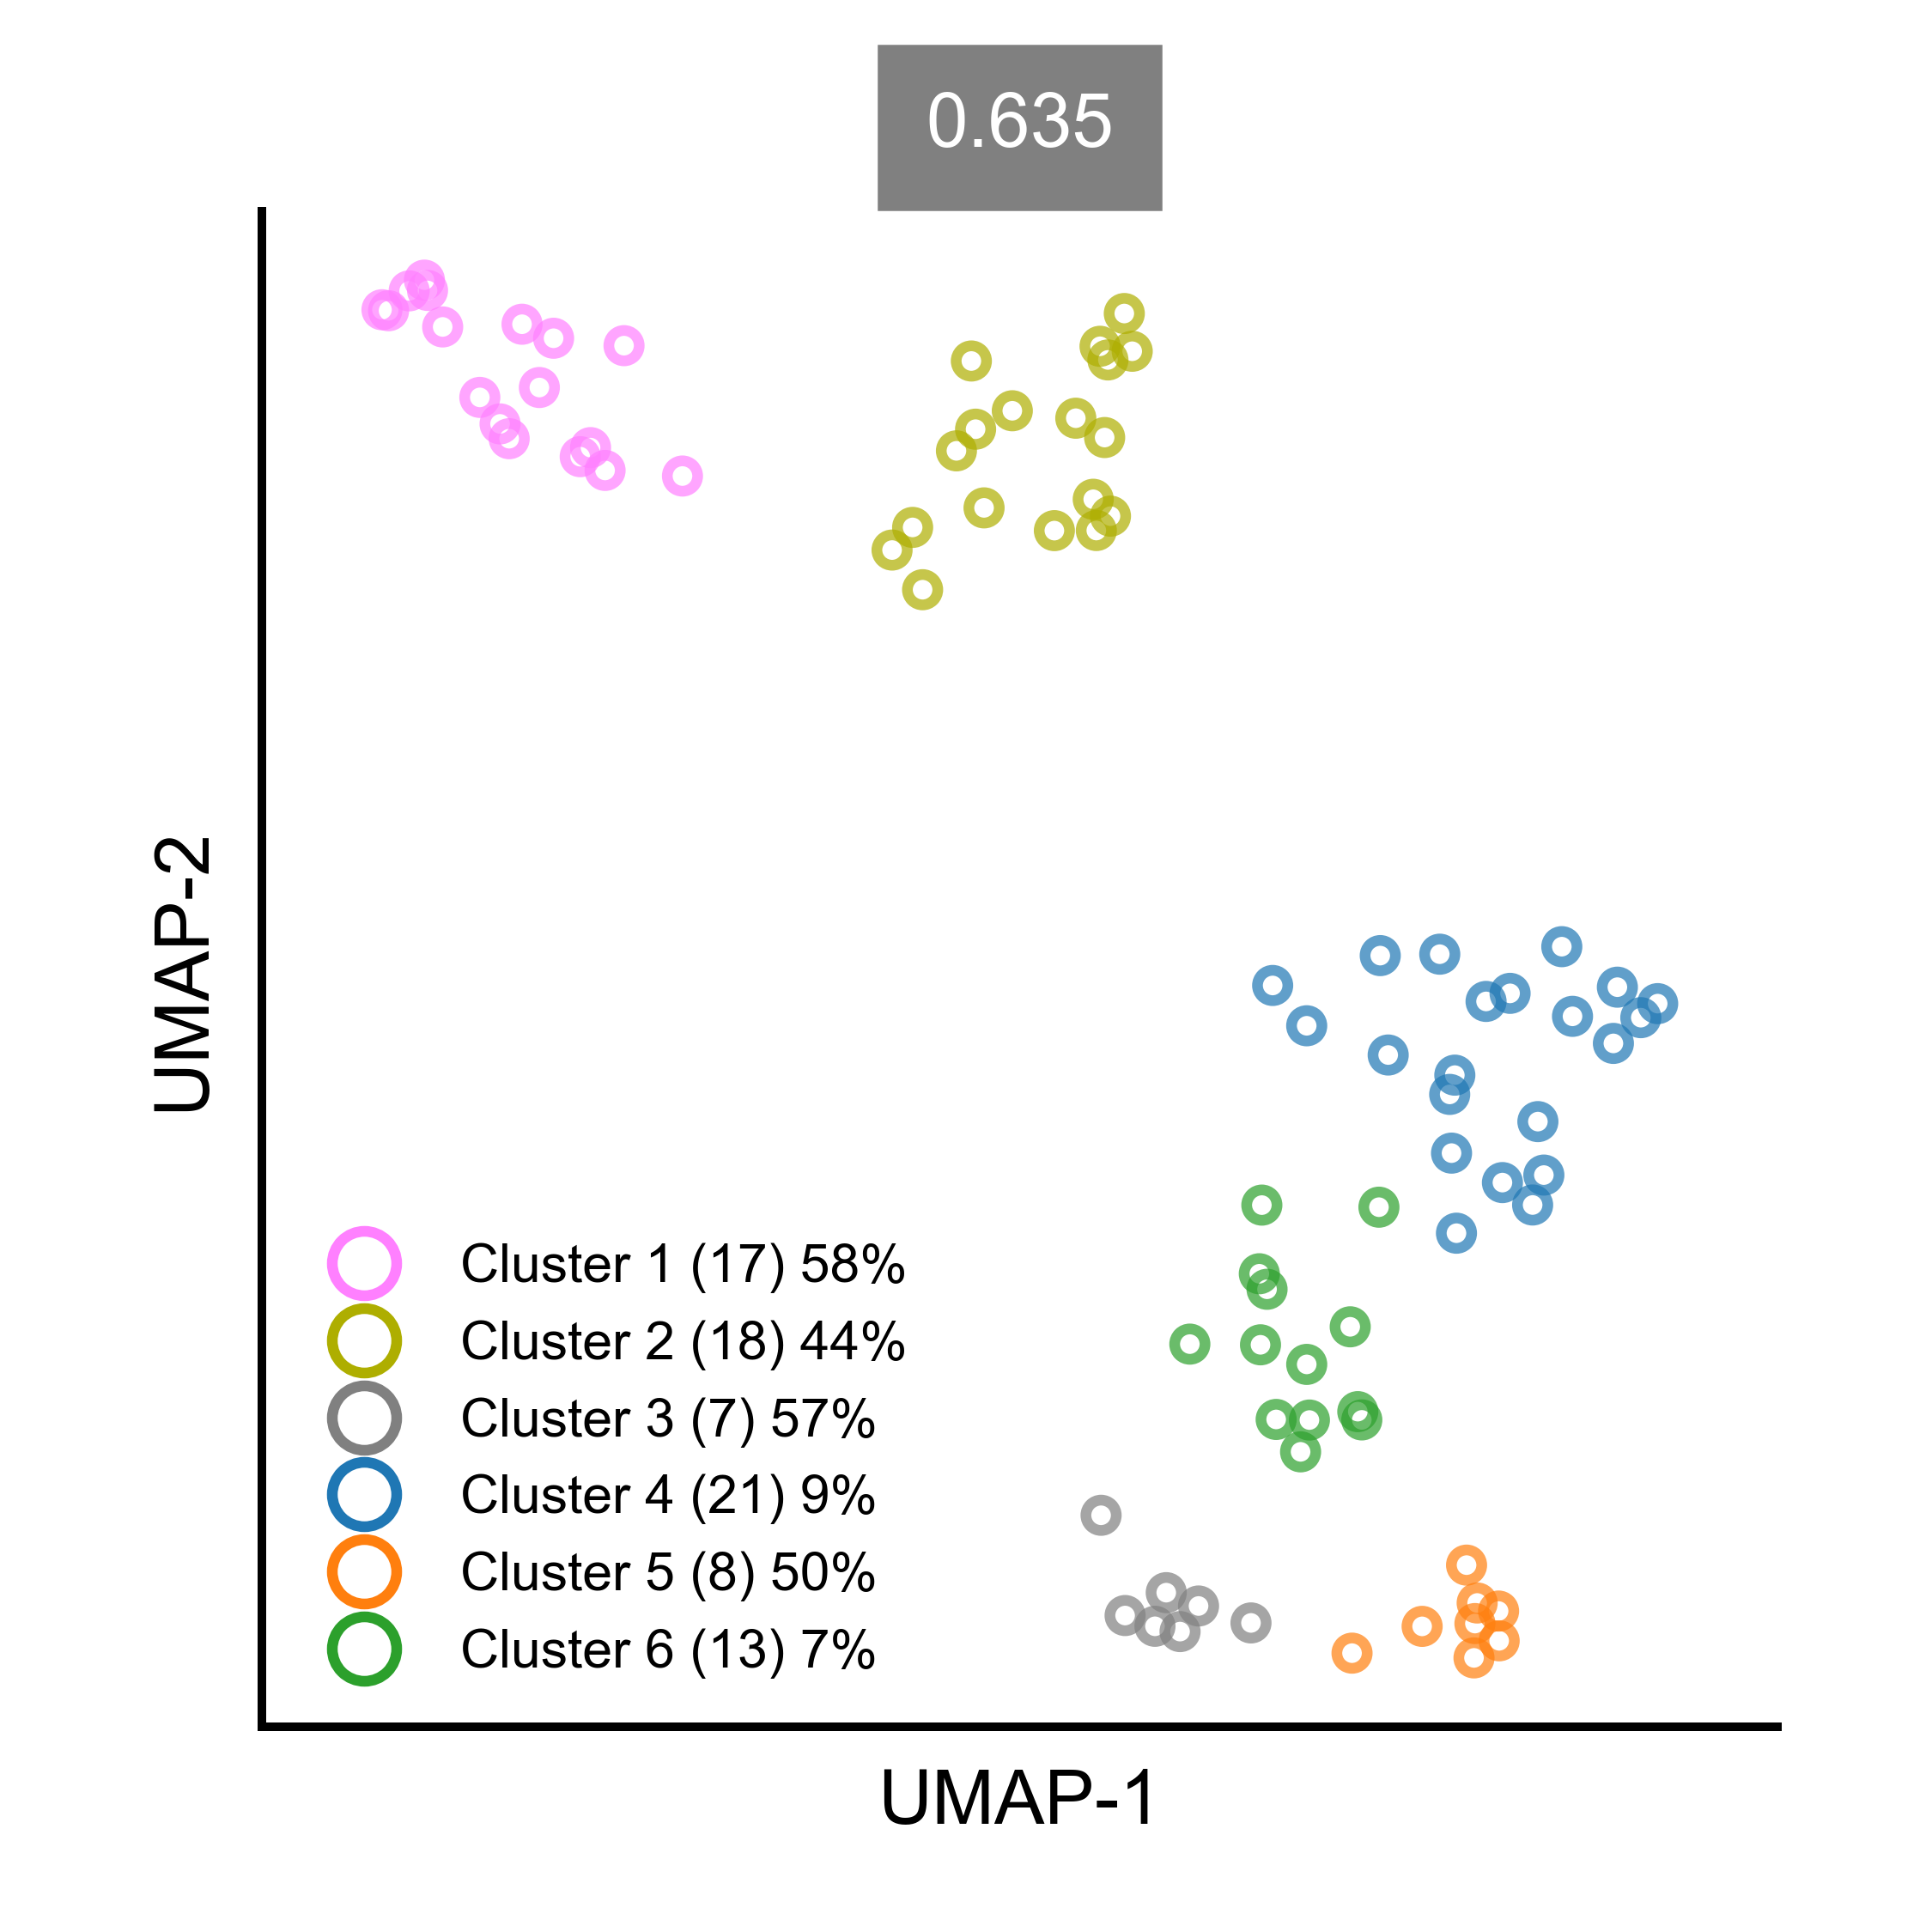 0.635
UMAP-2
Cluster 1 (17) 58%
Cluster 2 (18) 44%
Cluster 3 (7) 57%
Cluster 4 (21) 9%
Cluster 5 (8) 50%
Cluster 6 (13) 7%
UMAP-1